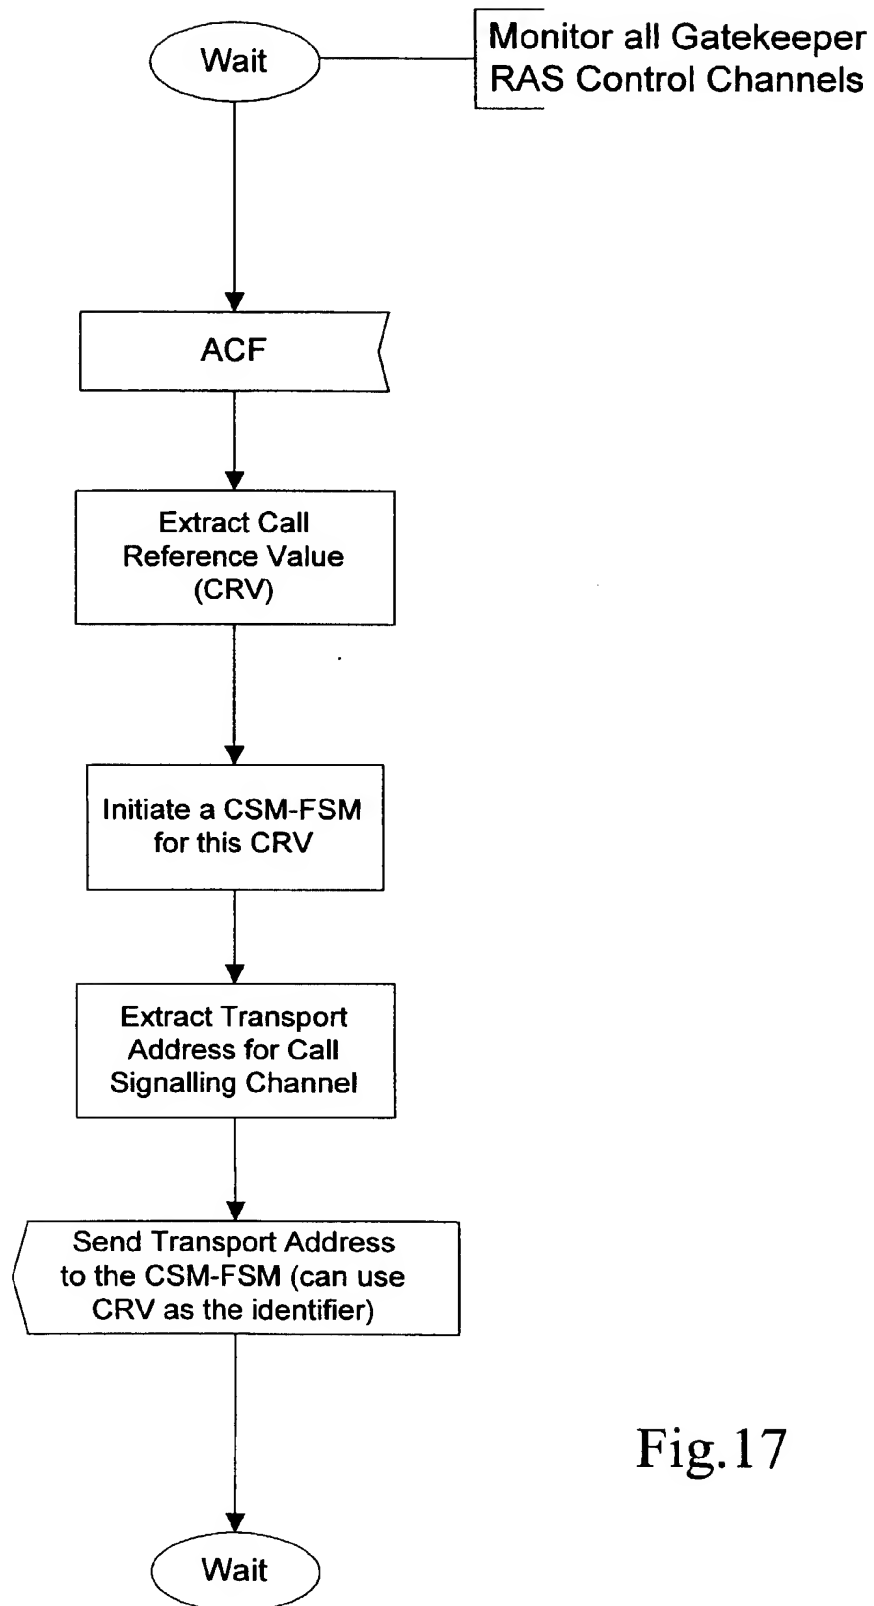 Wait
Monitor all Gatekeeper
RAS Control Channels
ACF
Extract Call
Reference Value
(CRV)
Initiate a CSM-FSM
for this CRV
Extract Transport
Address for Call
Signalling Channel
Send Transport Address
to the CSM-FSM (can use
CRV as the identifier)
Wait
Fig.17